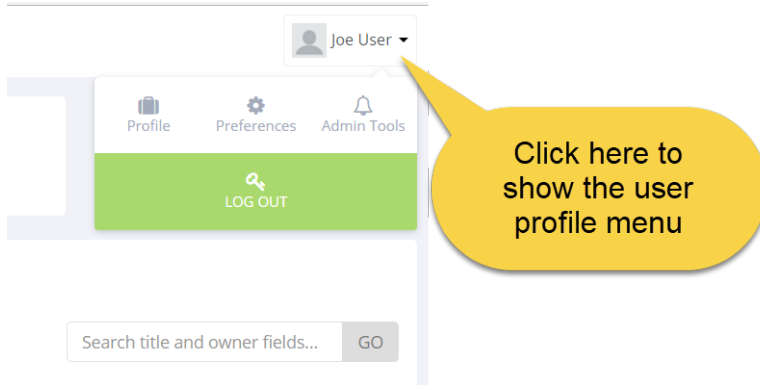 Joe User
Profile Preferences Admin Tools
LOG OUT
Click here to
show the user
profile menu
Search title and owner fields... GO